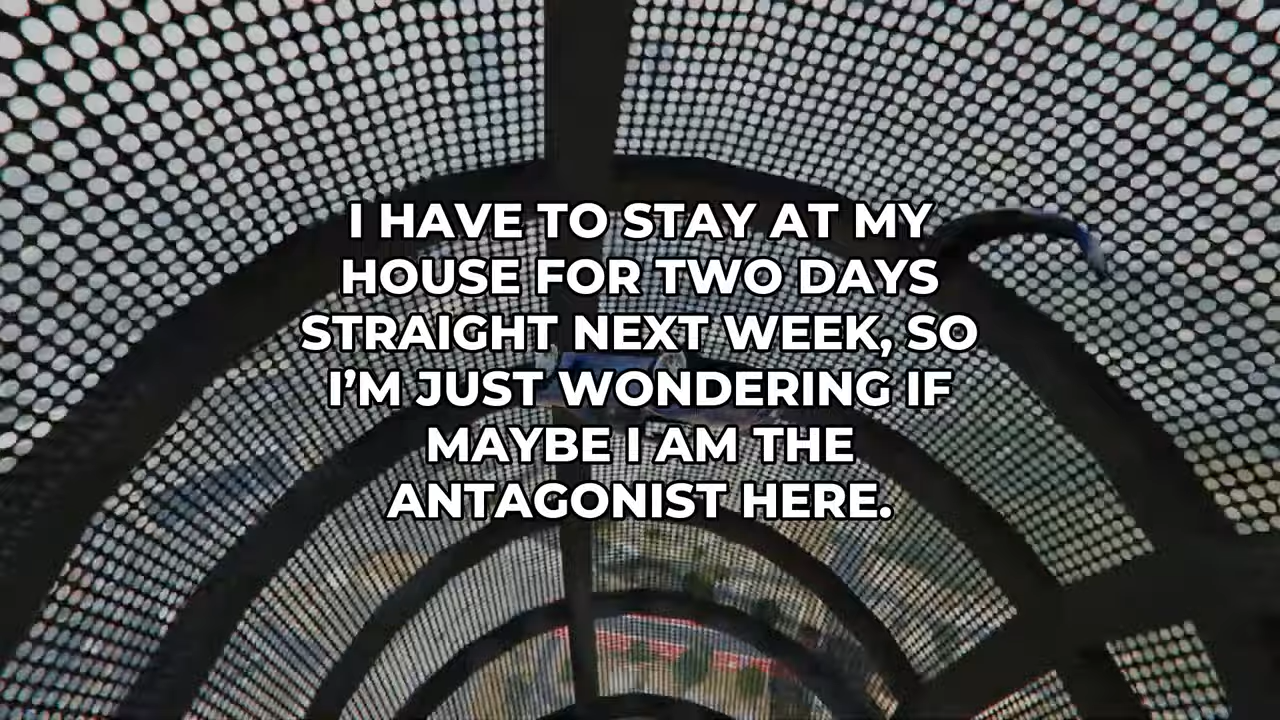 I HAVE TO STAY AT MY
HOUSE FOR TWO DAYS
STRAIGHT NEXT WEEK, SO
I’M JUST WONDERING IF
MAYBE I AM THE
ANTAGONIST HERE.